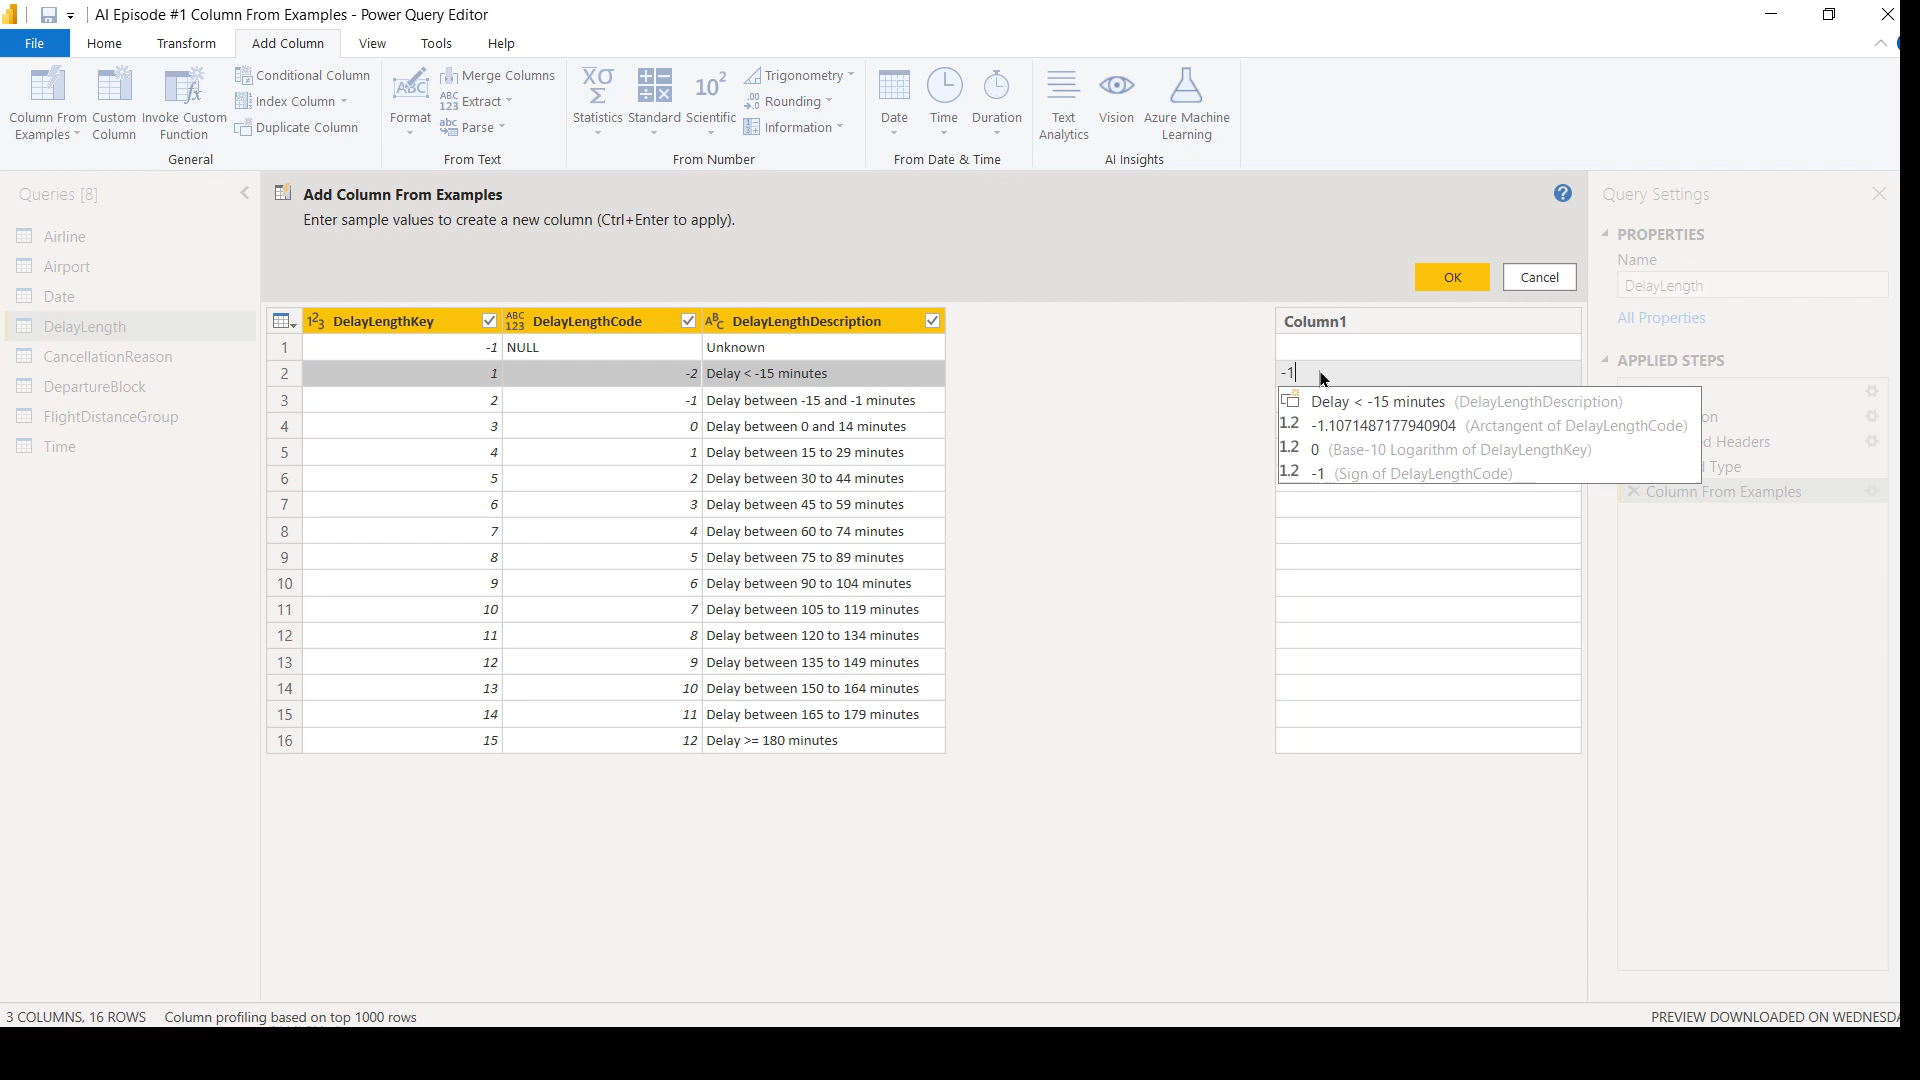 AI Episode #1 Column From Examples - Power Query Editor
File Home Transform Add Column View Tools Help
Column From Examples
Custom Column
Invoke Custom Function
Conditional Column
Index Column
Duplicate Column
General
Format
Merge Columns
Extract
Parse
From Text
Statistics
Standard
Scientific
Trigonometry
Rounding
Information
From Number
Date
Time
Duration
From Date & Time
Text Analytics
Vision
Azure Machine Learning
AI Insights
Queries [8]
Airline
Airport
Date
DelayLength
CancellationReason
DepartureBlock
FlightDistanceGroup
Time
Add Column From Examples
Enter sample values to create a new column (Ctrl+Enter to apply).
OK
Cancel
DelayLengthKey DelayLengthCode DelayLengthDescription
1 -1 NULL Unknown
2 1 -2 Delay < -15 minutes
3 2 -1 Delay between -15 and -1 minutes
4 3 0 Delay between 0 and 14 minutes
5 4 1 Delay between 15 to 29 minutes
6 5 2 Delay between 30 to 44 minutes
7 6 3 Delay between 45 to 59 minutes
8 7 4 Delay between 60 to 74 minutes
9 8 5 Delay between 75 to 89 minutes
10 9 6 Delay between 90 to 104 minutes
11 10 7 Delay between 105 to 119 minutes
12 11 8 Delay between 120 to 134 minutes
13 12 9 Delay between 135 to 149 minutes
14 13 10 Delay between 150 to 164 minutes
15 14 11 Delay between 165 to 179 minutes
16 15 12 Delay >= 180 minutes
Column1
-1
Delay < -15 minutes (DelayLengthDescription)
1.2 -1.1071487177940904 (Arctangent of DelayLengthCode)
1.2 0 (Base-10 Logarithm of DelayLengthKey)
1.2 -1 (Sign of DelayLengthCode)
Query Settings
PROPERTIES
Name
DelayLength
All Properties
APPLIED STEPS
on
d Headers
Type
Column From Examples
3 COLUMNS, 16 ROWS Column profiling based on top 1000 rows
PREVIEW DOWNLOADED ON WEDNESD